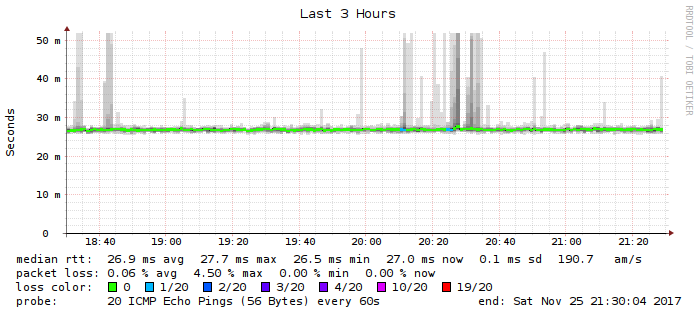 Last 3 Hours
RRDTOOL / TOBI OETIKER
Seconds
50 m
40 m
30 m
20 m
10 m
0
18:40 19:00 19:20 19:40 20:00 20:20 20:40 21:00 21:20
median rtt: 26.9 ms avg 27.7 ms max 26.5 ms min 27.0 ms now 0.1 ms sd 190.7 am/s
packet loss: 0.06 % avg 4.50 % max 0.00 % min 0.00 % now
loss color: 0 1/20 2/20 3/20 4/20 10/20 19/20
probe: 20 ICMP Echo Pings (56 Bytes) every 60s end: Sat Nov 25 21:30:04 2017